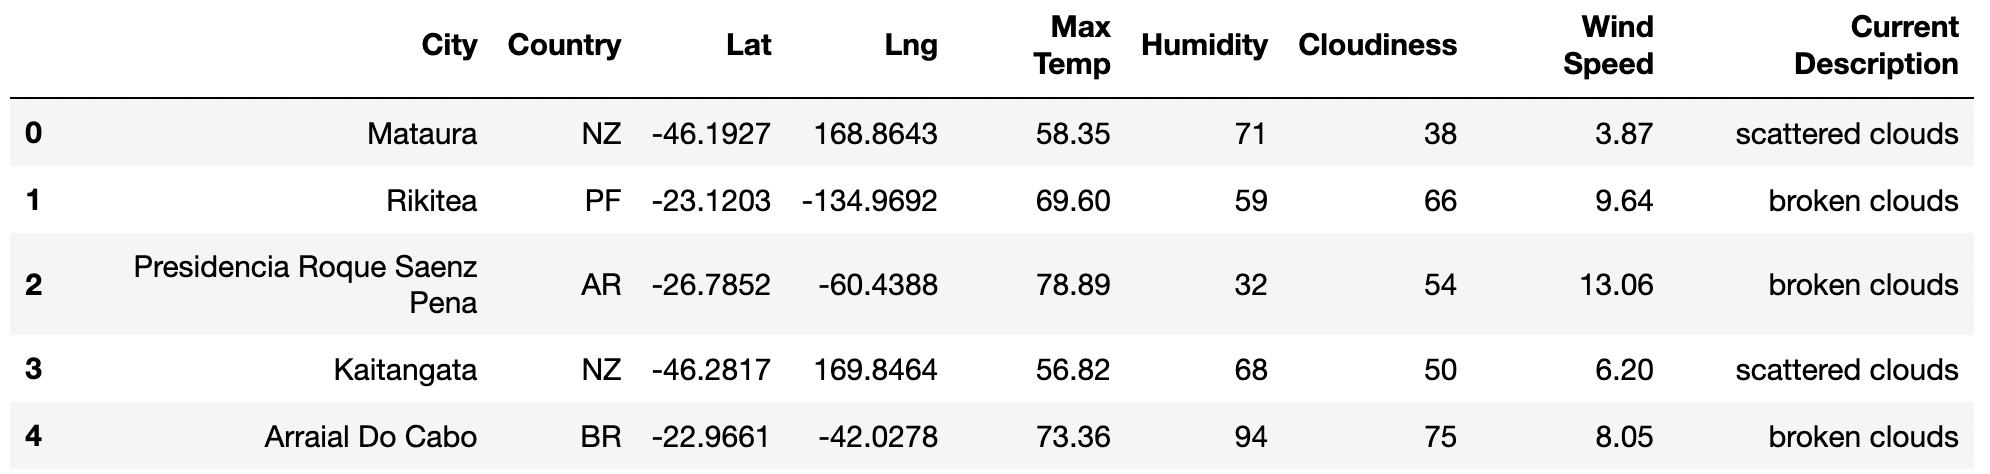 City Country Lat Lng Max Temp Humidity Cloudiness Wind Speed Current Description
0 Mataura NZ -46.1927 168.8643 58.35 71 38 3.87 scattered clouds
1 Rikitea PF -23.1203 -134.9692 69.60 59 66 9.64 broken clouds
2 Presidencia Roque Saenz Pena AR -26.7852 -60.4388 78.89 32 54 13.06 broken clouds
3 Kaitangata NZ -46.2817 169.8464 56.82 68 50 6.20 scattered clouds
4 Arraial Do Cabo BR -22.9661 -42.0278 73.36 94 75 8.05 broken clouds